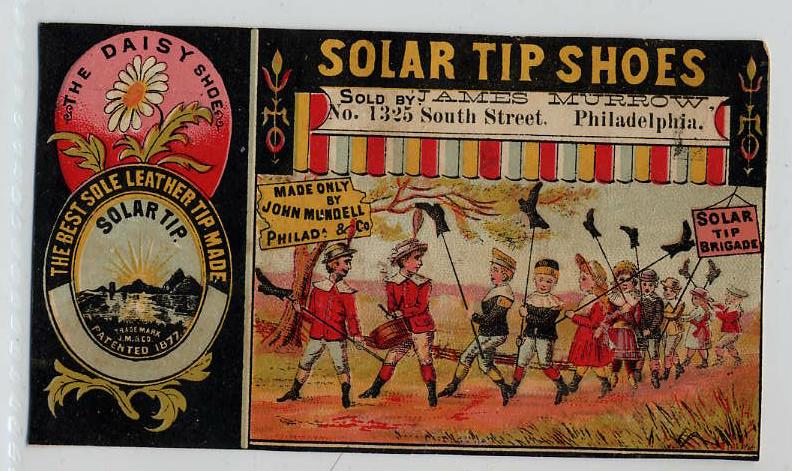 THE DAISY SHOE
THE BEST SOLE LEATHER TIP MADE
SOLAR TIP.
TRADE MARK
J.M.& CO.
PATENTED 1877.
SOLAR TIP SHOES
SOLD BY JAMES MURROW,
No. 1325 South Street. Philadelphia.
MADE ONLY
BY
JOHN MUNDELL
PHILADA & CO
SOLAR
TIP
BRIGADE